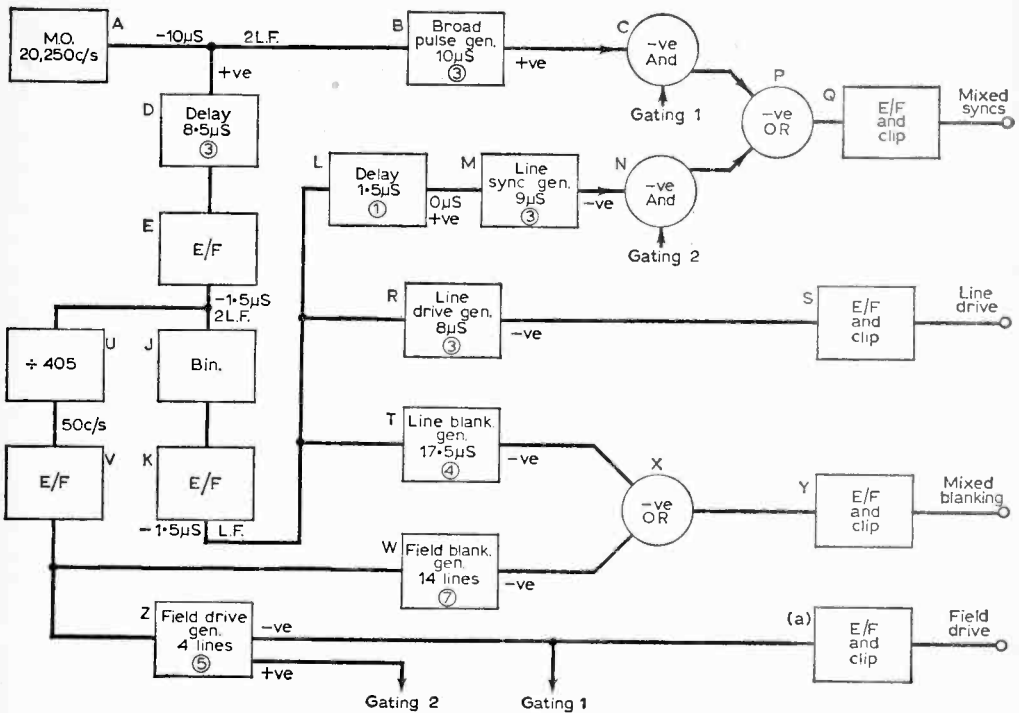 A
M.O.
20,250c/s
-10µS
2L.F.
+ve
B
Broad
pulse gen.
10µS
③
+ve
C
-ve
And
Gating 1
P
-ve
OR
Q
E/F
and
clip
Mixed
syncs
D
Delay
8·5µS
③
L
Delay
1·5µS
①
0µS
+ve
M
Line
sync gen.
9µS
③
-ve
N
-ve
And
Gating 2
E
E/F
-1·5µS
2L.F.
R
Line
drive gen.
8µS
③
-ve
S
E/F
and
clip
Line
drive
U
÷ 405
50c/s
J
Bin.
T
Line blank.
gen.
17·5µS
④
-ve
X
-ve
OR
Y
E/F
and
clip
Mixed
blanking
V
E/F
K
E/F
-1·5µS
L.F.
W
Field blank.
gen.
14 lines
⑦
-ve
Z
Field drive
gen.
4 lines
⑤
-ve
+ve
Gating 2
Gating 1
(a)
E/F
and
clip
Field
drive